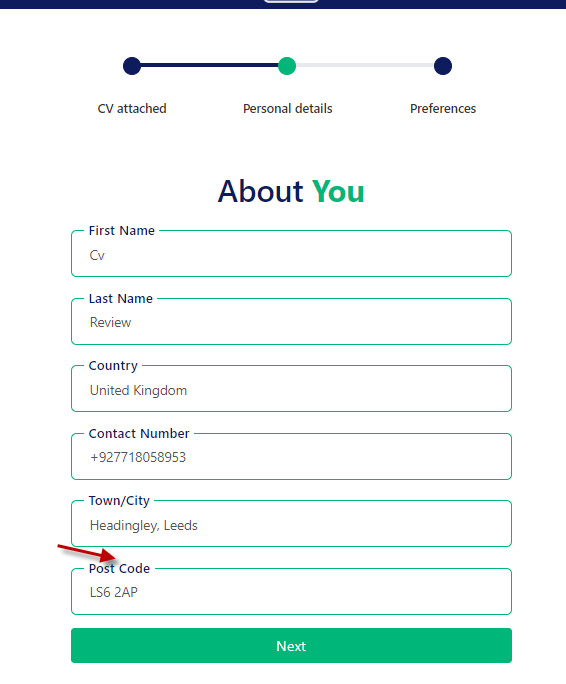 CV attached
Personal details
Preferences
About You
First Name
Cv
Last Name
Review
Country
United Kingdom
Contact Number
+927718058953
Town/City
Headingley, Leeds
Post Code
LS6 2AP
Next